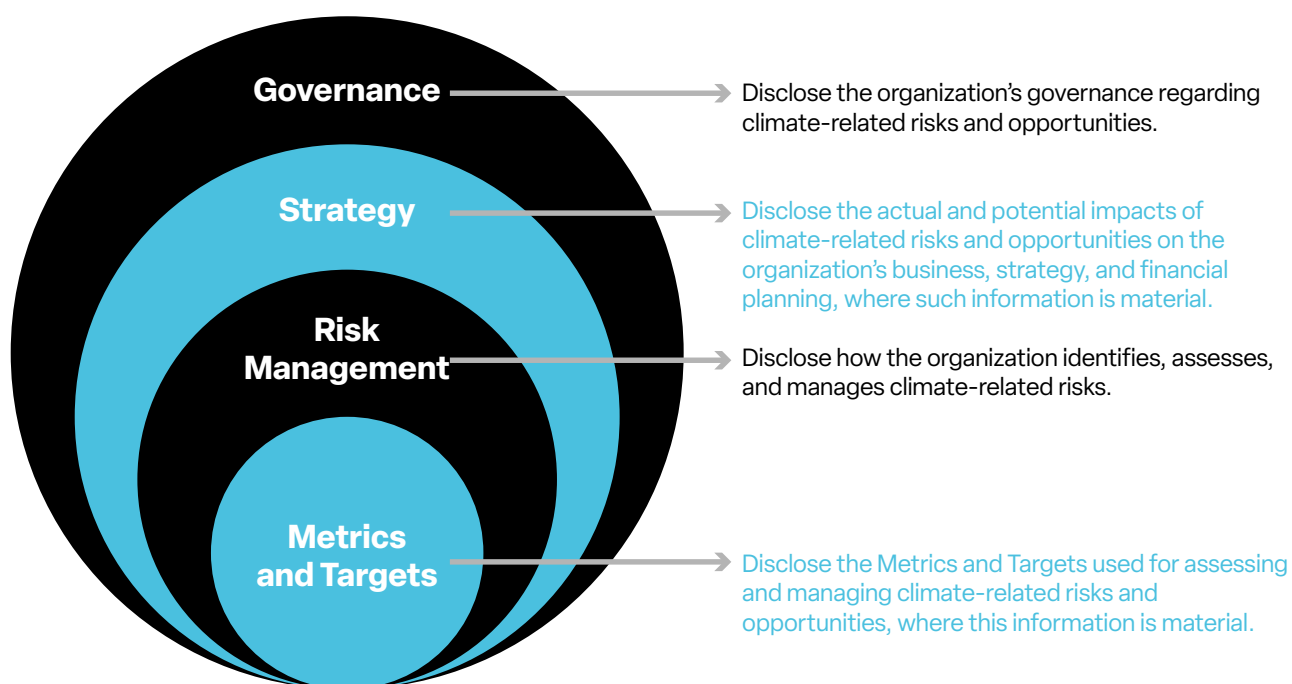 Governance
Disclose the organization’s governance regarding
climate-related risks and opportunities.
Strategy
Disclose the actual and potential impacts of
climate-related risks and opportunities on the
organization’s business, strategy, and financial
planning, where such information is material.
Risk
Management
Disclose how the organization identifies, assesses,
and manages climate-related risks.
Metrics
and Targets
Disclose the Metrics and Targets used for assessing
and managing climate-related risks and
opportunities, where this information is material.